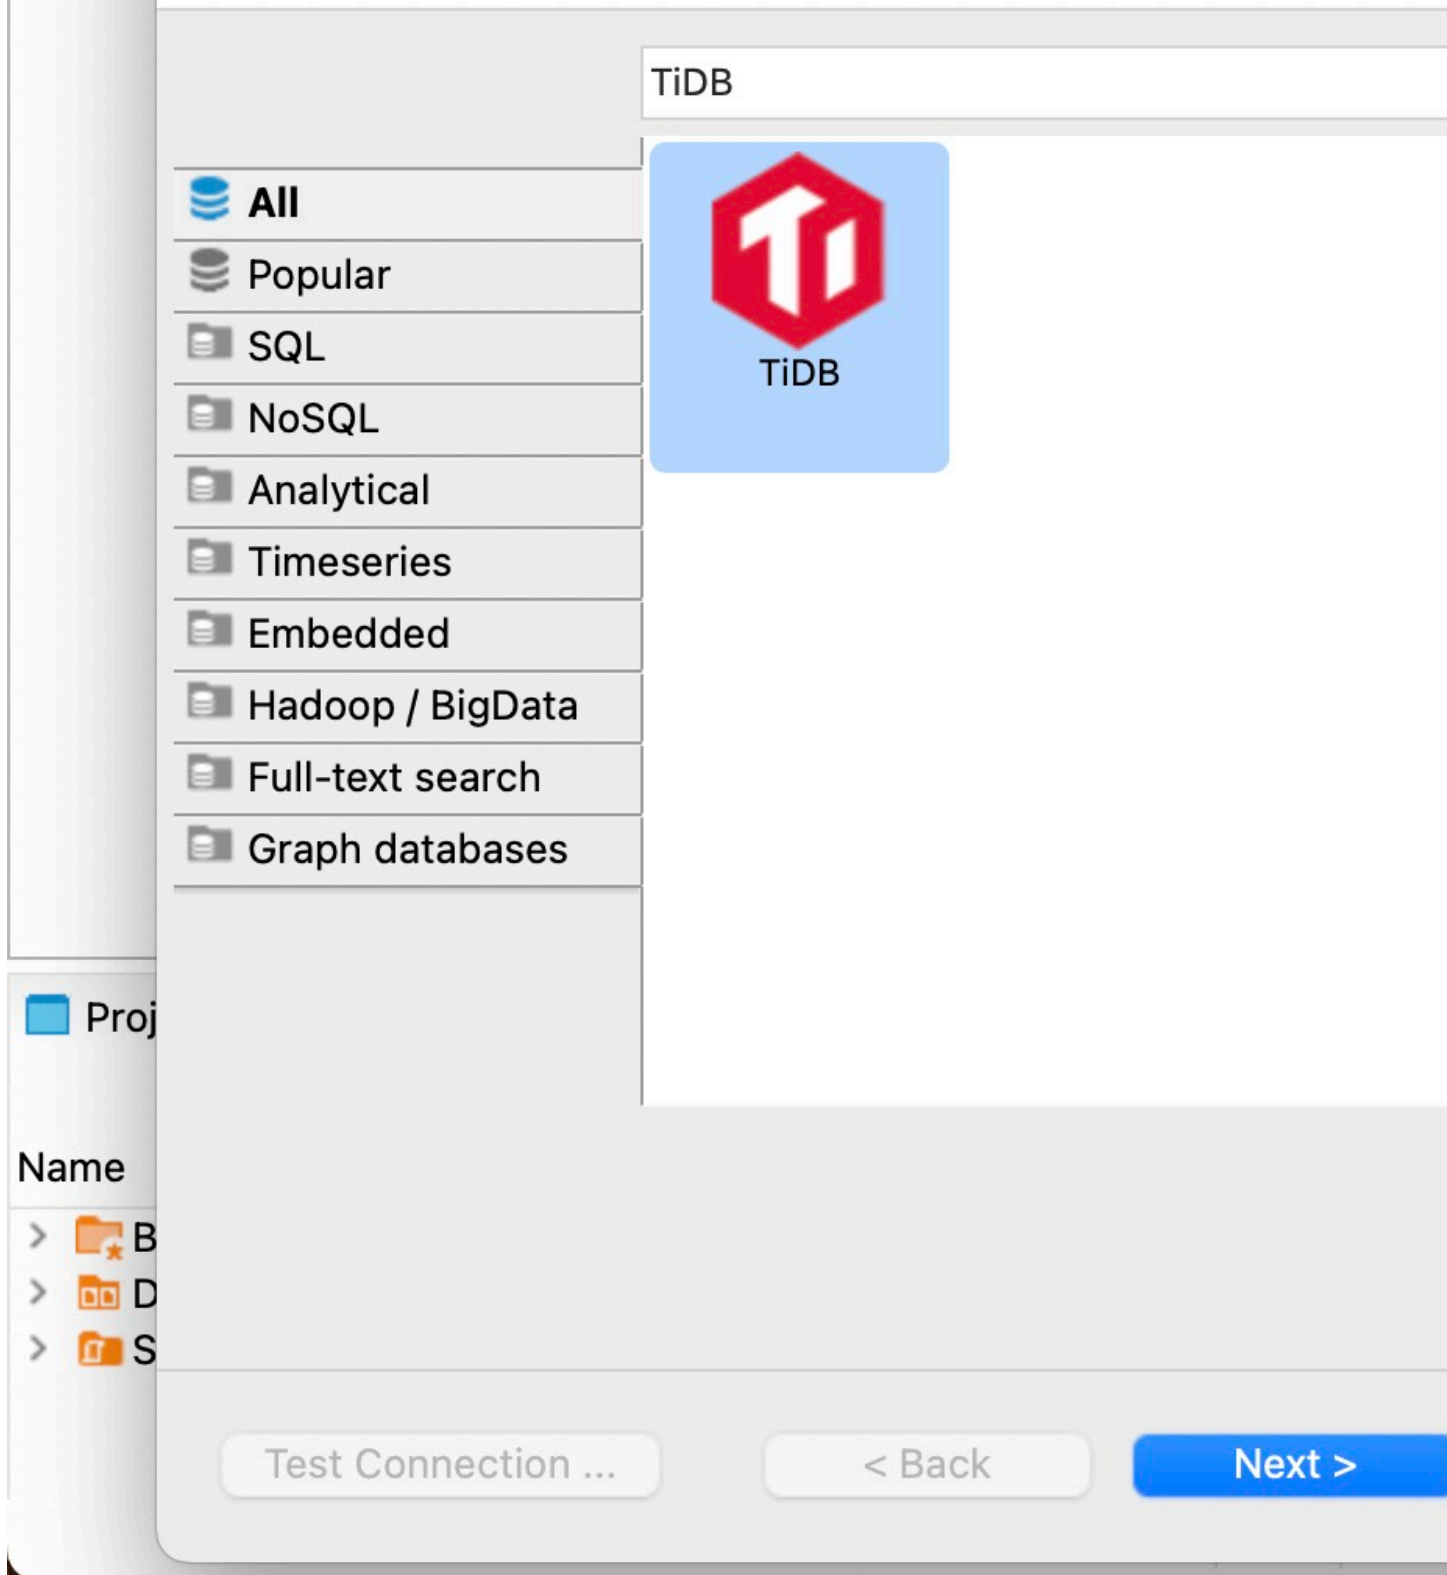 TiDB
All
Popular
SQL
NoSQL
Analytical
Timeseries
Embedded
Hadoop / BigData
Full-text search
Graph databases
TiDB
Proj
Name
B
D
S
Test Connection ...
< Back
Next >